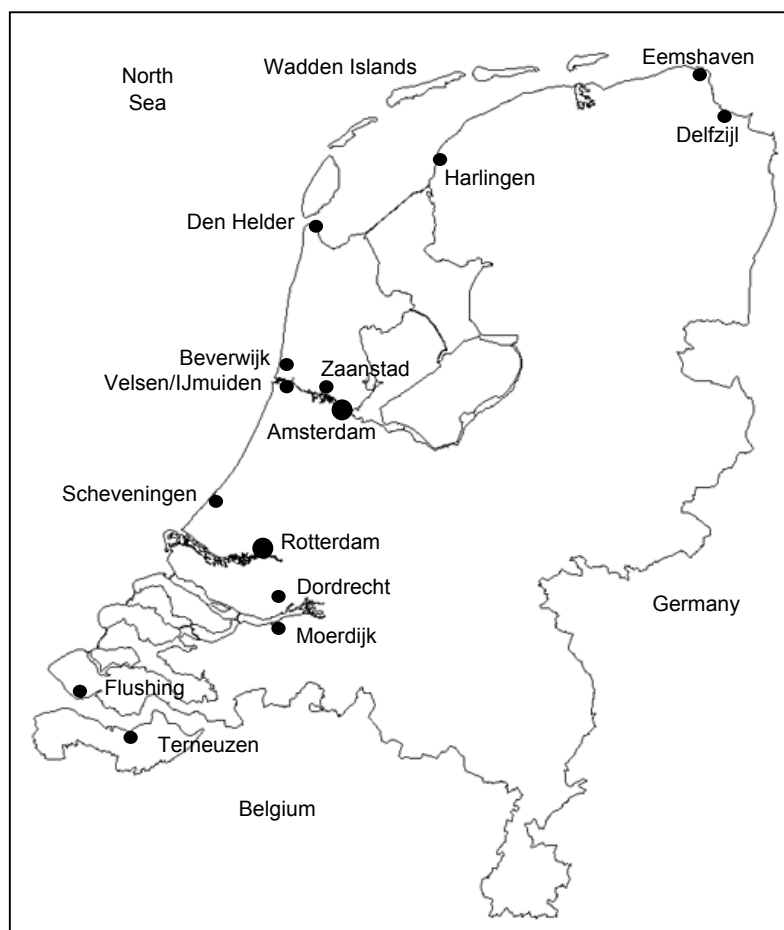 North
Sea
Wadden Islands
Eemshaven
Delfzijl
Harlingen
Den Helder
Beverwijk
Zaanstad
Velsen/IJmuiden
Amsterdam
Scheveningen
Rotterdam
Dordrecht
Germany
Moerdijk
Flushing
Terneuzen
Belgium